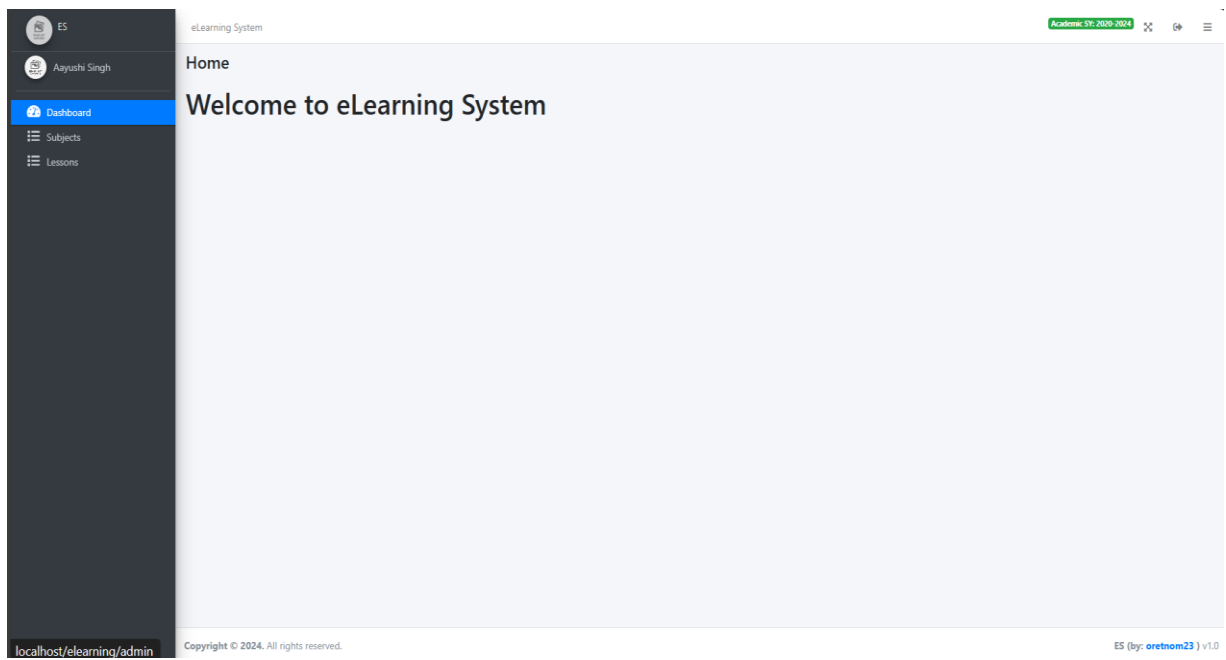 ES
Aayushi Singh
Dashboard
Subjects
Lessons
eLearning System
Academic SY: 2020-2024
Home
Welcome to eLearning System
localhost/elearning/admin
Copyright © 2024. All rights reserved.
ES (by: oretnom23 ) v1.0